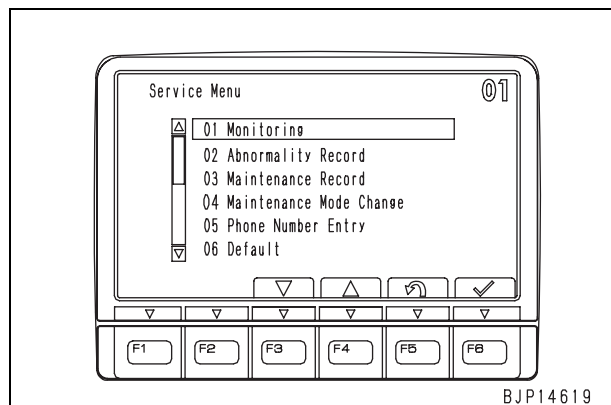 Service Menu 01
01 Monitoring
02 Abnormality Record
03 Maintenance Record
04 Maintenance Mode Change
05 Phone Number Entry
06 Default
F1 F2 F3 F4 F5 F6
BJP14619